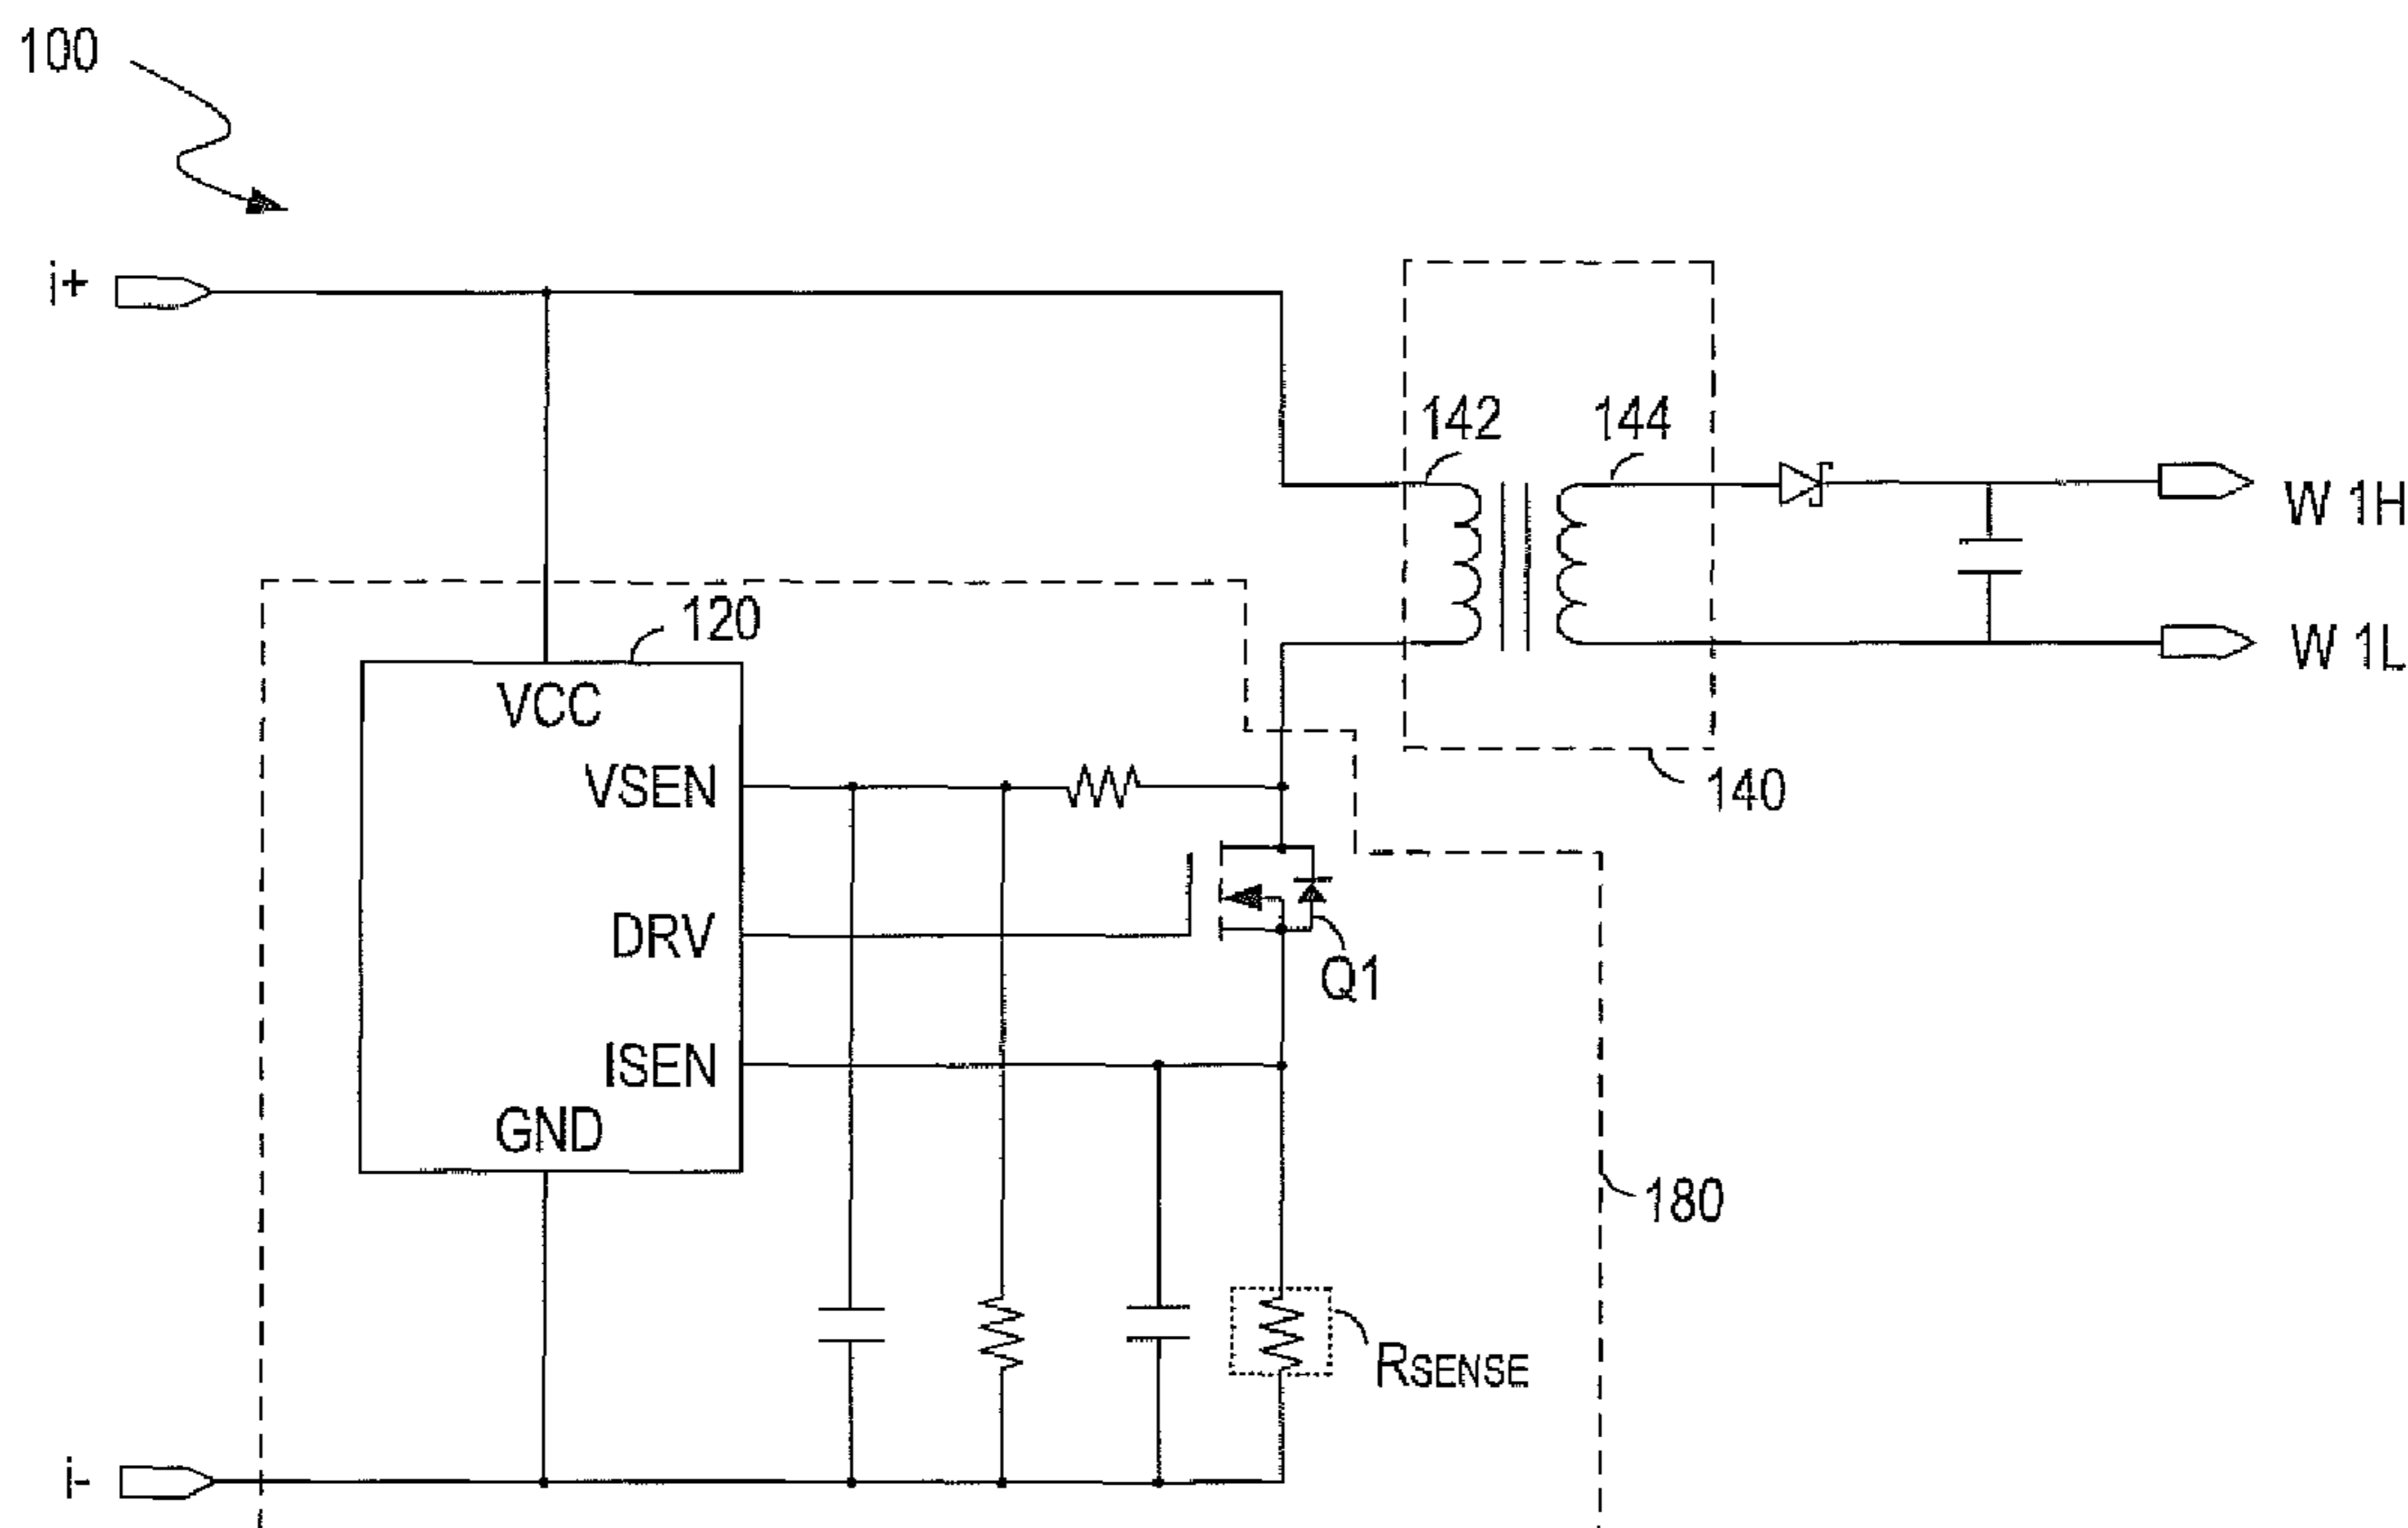 100
i+
142
144
W 1H
W 1L
120
VCC
VSEN
140
DRV
Q1
ISEN
GND
180
RSENSE
i-